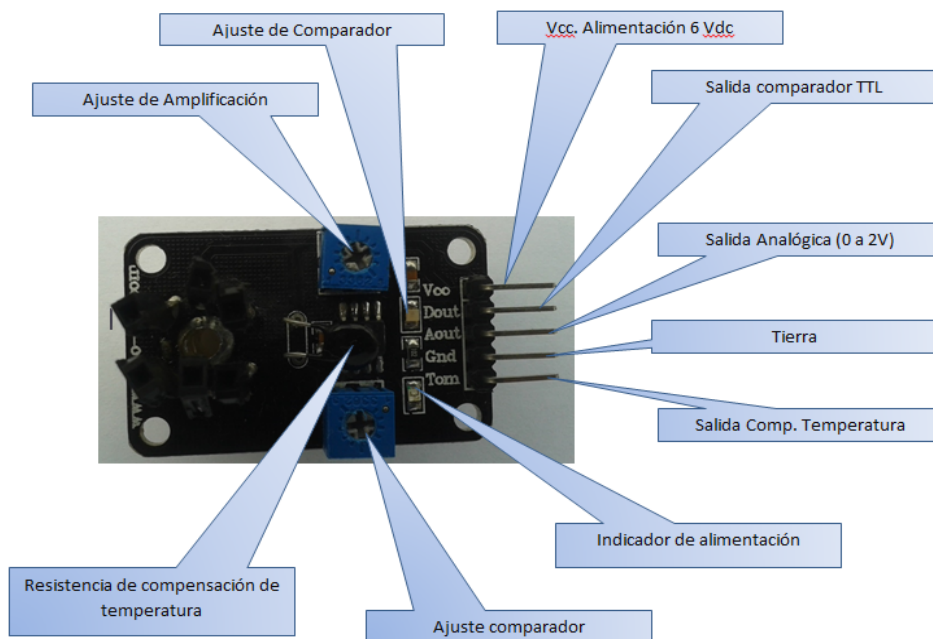 Ajuste de Comparador
Vcc. Alimentación 6 Vdc
Ajuste de Amplificación
Salida comparador TTL
Salida Analógica (0 a 2V)
Vcc
Dout
Aout
Gnd
Tom
Tierra
Salida Comp. Temperatura
Indicador de alimentación
Resistencia de compensación de
temperatura
Ajuste comparador